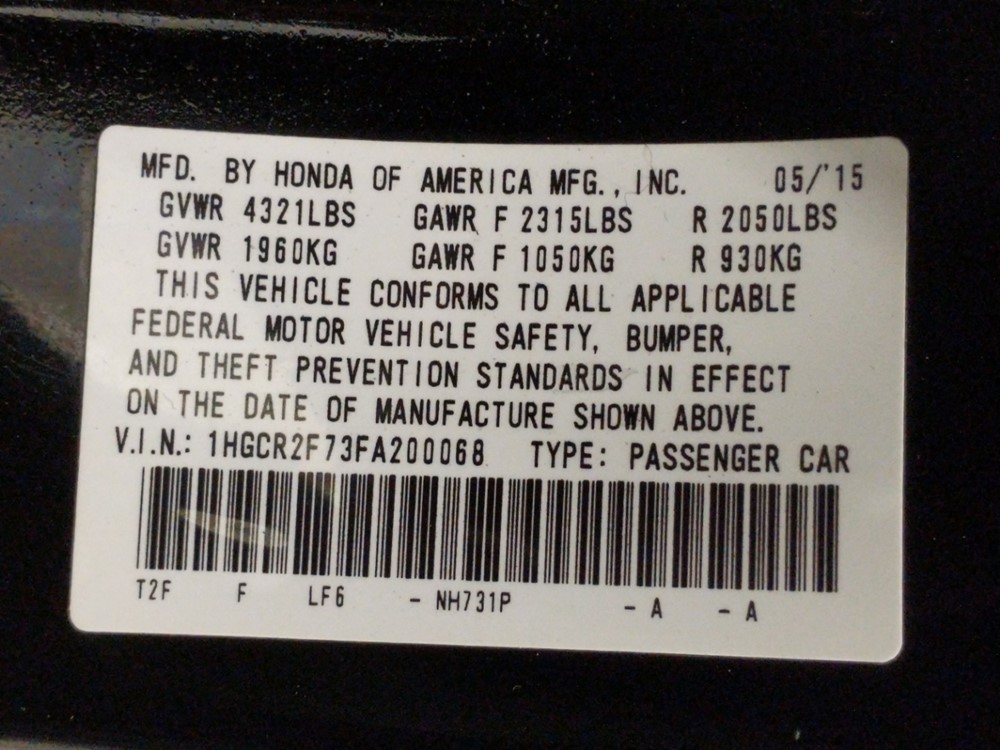 MFD. BY HONDA OF AMERICA MFG., INC. 05/'15
GVWR 4321LBS GAWR F 2315LBS R 2050LBS
GVWR 1960KG GAWR F 1050KG R 930KG
THIS VEHICLE CONFORMS TO ALL APPLICABLE
FEDERAL MOTOR VEHICLE SAFETY, BUMPER,
AND THEFT PREVENTION STANDARDS IN EFFECT
ON THE DATE OF MANUFACTURE SHOWN ABOVE.
V.I.N.: 1HGCR2F73FA200068 TYPE: PASSENGER CAR
T2F F LF6 - NH731P - A - A